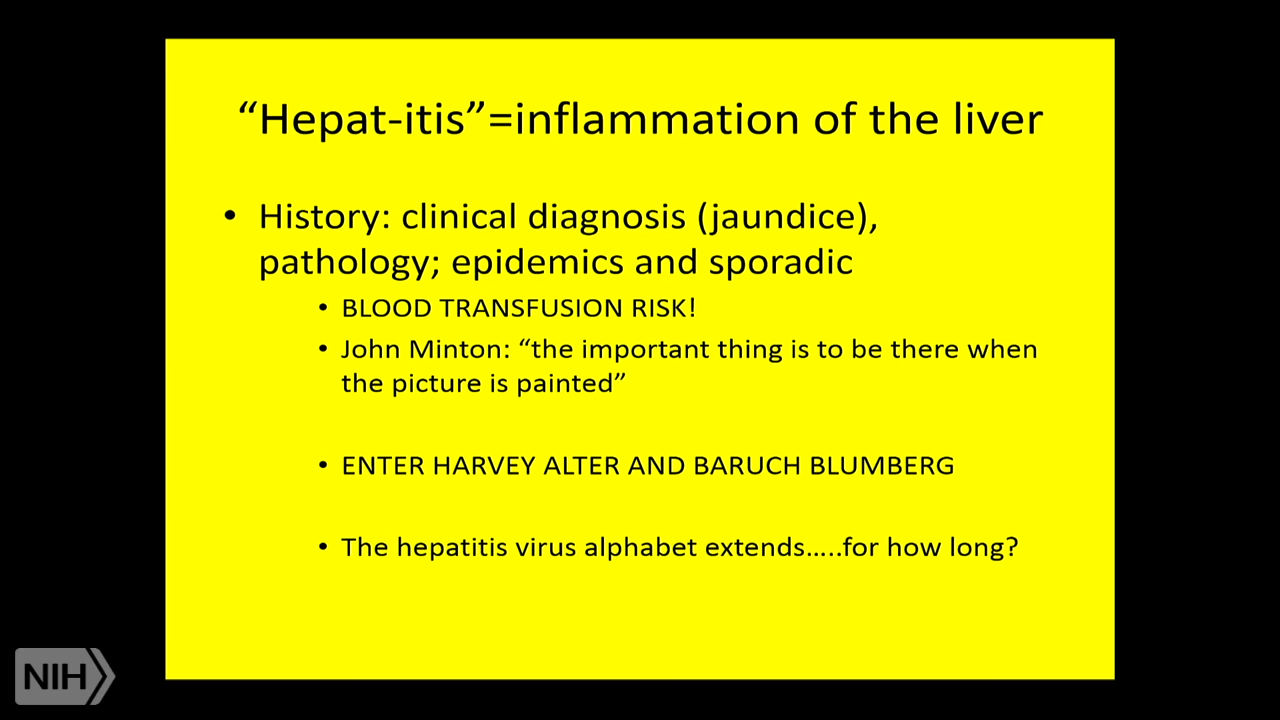 “Hepat-itis”=inflammation of the liver
• History: clinical diagnosis (jaundice),
pathology; epidemics and sporadic
• BLOOD TRANSFUSION RISK!
• John Minton: “the important thing is to be there when
the picture is painted”
• ENTER HARVEY ALTER AND BARUCH BLUMBERG
• The hepatitis virus alphabet extends…..for how long?
NIH